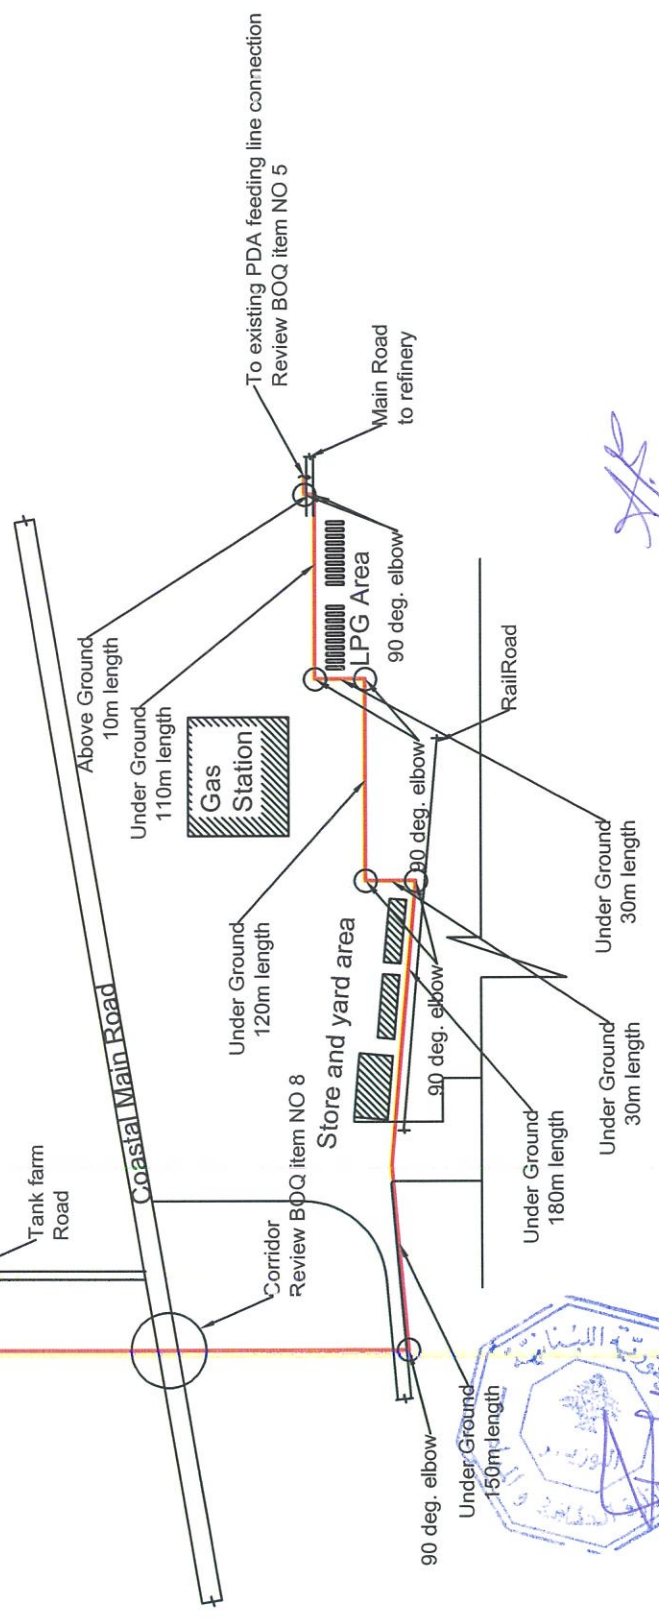 Tank farm
Road
Coastal Main Road
Corridor
Review BOQ item NO 8
Above Ground
10m length
Under Ground
110m length
Gas
Station
To existing PDA feeding line connection
Review BOQ item NO 5
Main Road
to refinery
LPG Area
90 deg. elbow
Under Ground
120m length
Store and yard area
90 deg. elbow
90 deg. elbow
RailRoad
Under Ground
30m length
Under Ground
30m length
Under Ground
180m length
Under Ground
150m length
90 deg. elbow